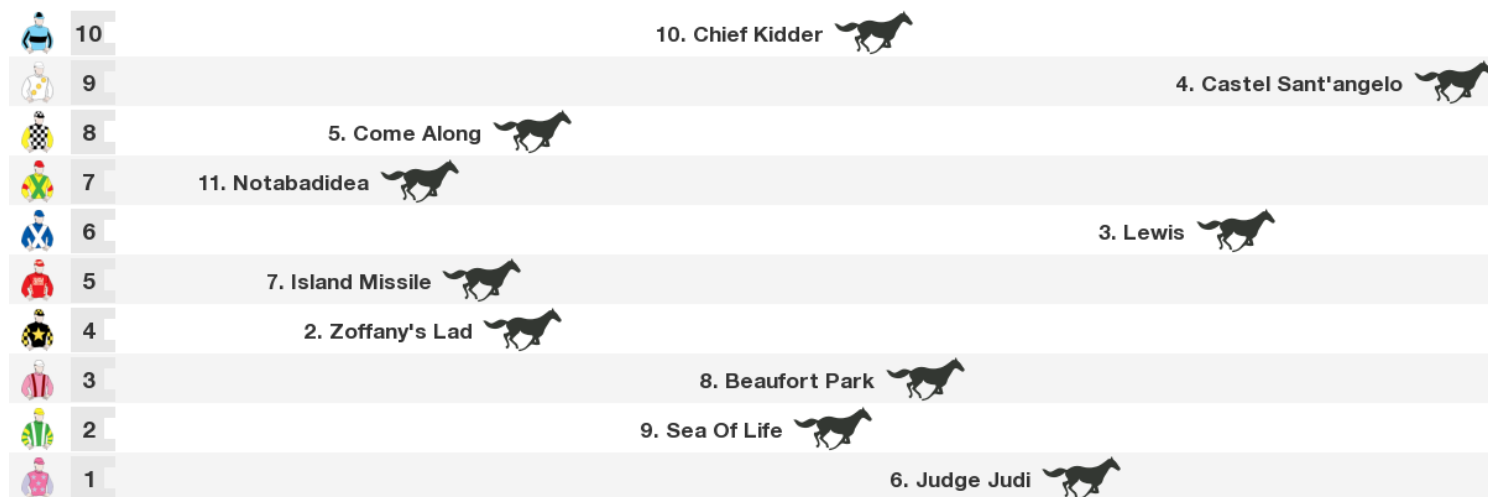 10 10. Chief Kidder
9 4. Castel Sant'angelo
8 5. Come Along
7 11. Notabadidea
6 3. Lewis
5 7. Island Missile
4 2. Zoffany's Lad
3 8. Beaufort Park
2 9. Sea Of Life
1 6. Judge Judi